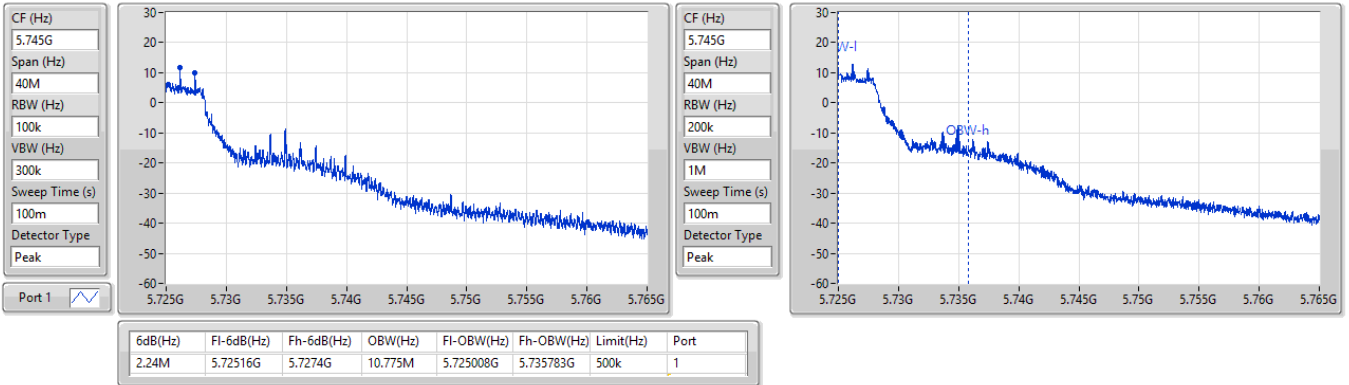 CF (Hz)
5.745G
Span (Hz)
40M
RBW (Hz)
100k
VBW (Hz)
300k
Sweep Time (s)
100m
Detector Type
Peak
Port 1
30
20
10
0
-10
-20
-30
-40
-50
-60
5.725G 5.73G 5.735G 5.74G 5.745G 5.75G 5.755G 5.76G 5.765G
CF (Hz)
5.745G
Span (Hz)
40M
RBW (Hz)
200k
VBW (Hz)
1M
Sweep Time (s)
100m
Detector Type
Peak
30
20
10
0
-10
-20
-30
-40
-50
-60
W-l
OBW-h
5.725G 5.73G 5.735G 5.74G 5.745G 5.75G 5.755G 5.76G 5.765G
6dB(Hz) Fl-6dB(Hz) Fh-6dB(Hz) OBW(Hz) Fl-OBW(Hz) Fh-OBW(Hz) Limit(Hz) Port
2.24M 5.72516G 5.7274G 10.775M 5.725008G 5.735783G 500k 1